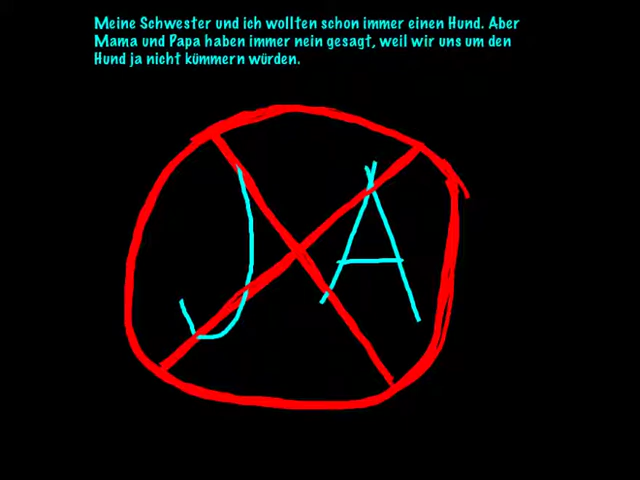 Meine Schwester und ich wollten schon immer einen Hund. Aber
Mama und Papa haben immer nein gesagt, weil wir uns um den
Hund ja nicht kümmern würden.
JA